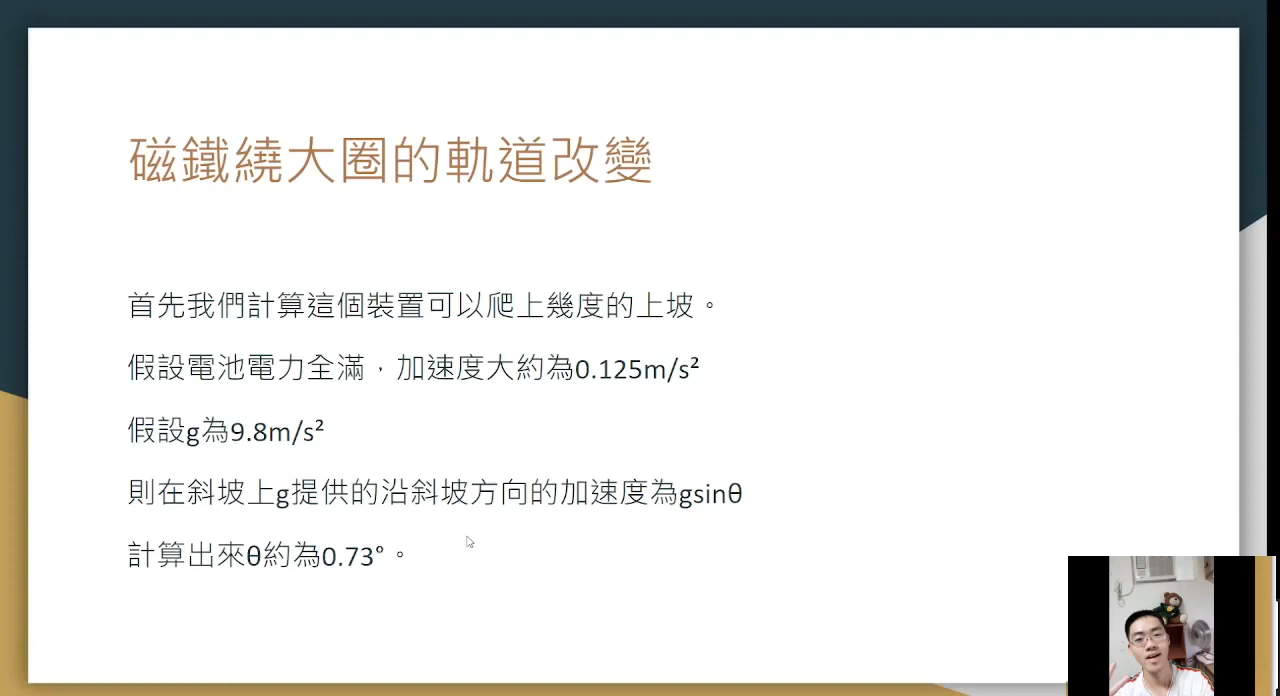 磁鐵繞大圈的軌道改變
首先我們計算這個裝置可以爬上幾度的上坡。
假設電池電力全滿，加速度大約為0.125m/s²
假設g為9.8m/s²
則在斜坡上g提供的沿斜坡方向的加速度為gsinθ
計算出來θ約為0.73°。